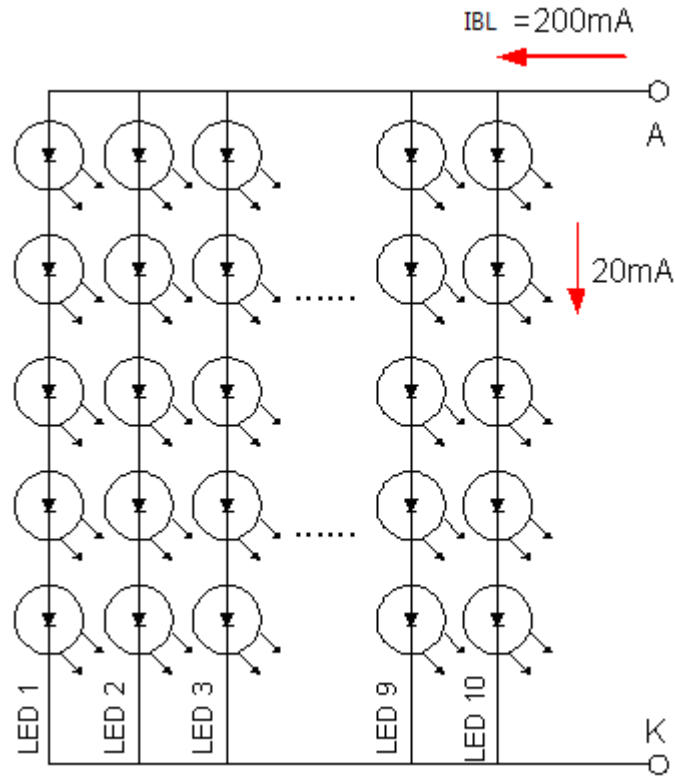 IBL =200mA
A
20mA
......
......
LED 1
LED 2
LED 3
LED 9
LED 10
K